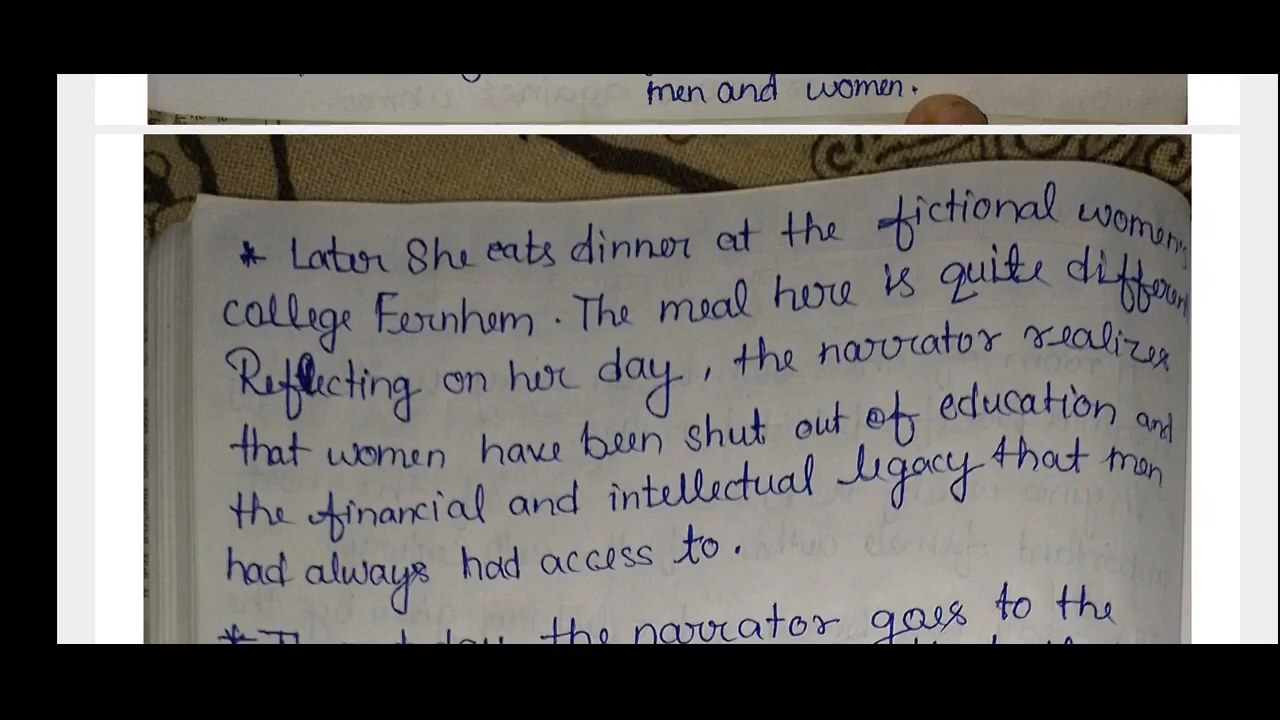 men and women.
* Later She eats dinner at the fictional women's
college Fernhem. The meal here is quite different
Reflecting on her day, the narrator realizes
that women have been shut out of education and
the financial and intellectual legacy that men
had always had access to.
* the narrator goes to the